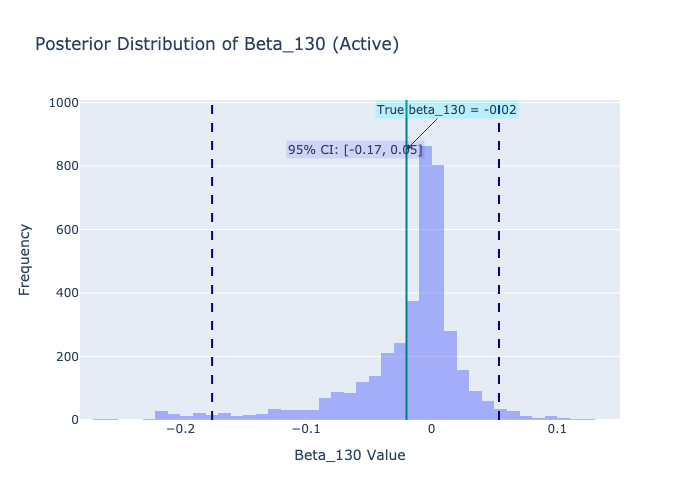 Posterior Distribution of Beta_130 (Active)
True beta_130 = -0.02
95% CI: [-0.17, 0.05]
1000
800
600
400
200
0
Frequency
−0.2
−0.1
0
0.1
Beta_130 Value